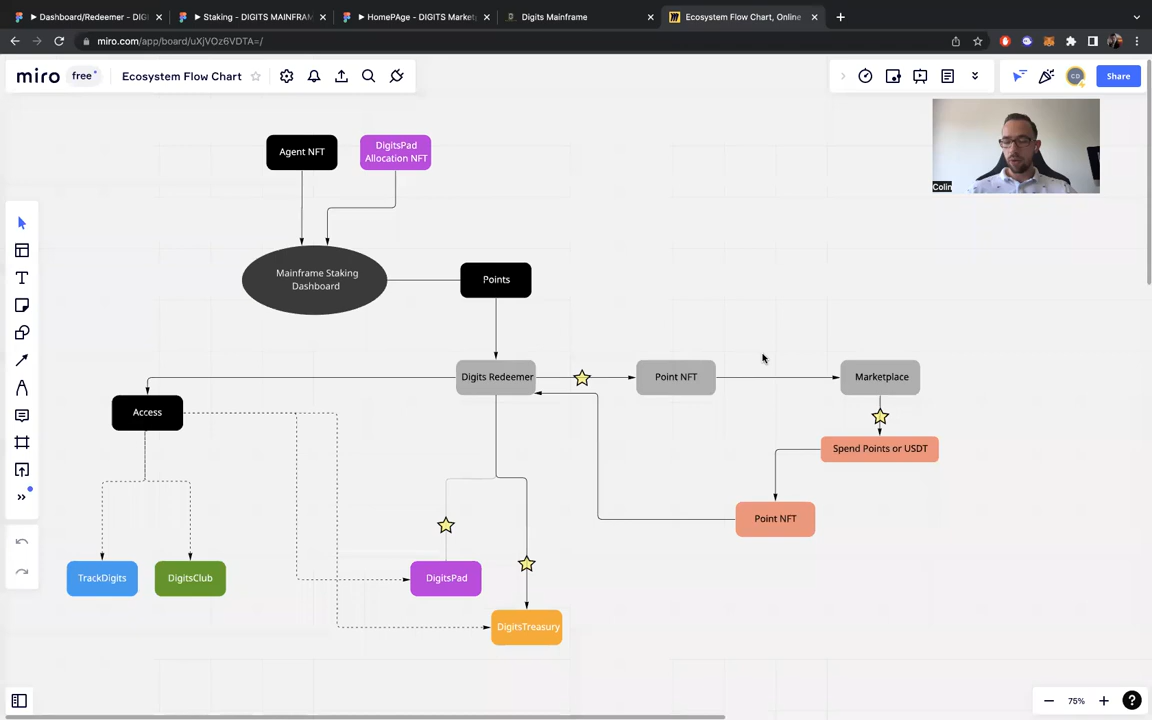 Dashboard/Redeemer - DIGI
Staking - DIGITS MAINFRAM
HomePAge - DIGITS Market
Digits Mainframe
Ecosystem Flow Chart, Online
miro.com/app/board/uXjVOz6VDTA=/
miro
free
Ecosystem Flow Chart
CD
Share
Agent NFT
DIgitsPad
Allocation NFT
Colin
Mainframe Staking
Dashboard
Points
Digits Redeemer
Point NFT
Marketplace
Access
Spend Points or USDT
Point NFT
TrackDigits
DigitsClub
DigitsPad
DigitsTreasury
75%